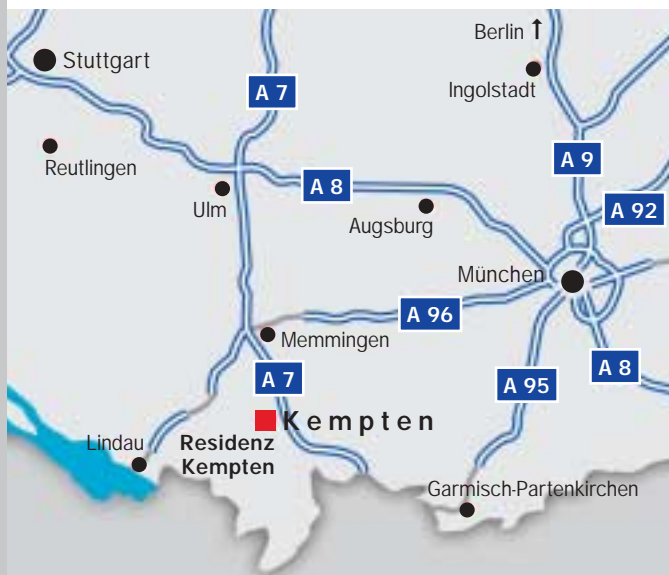 Berlin ↑
Stuttgart
A 7
Ingolstadt
Reutlingen
A 9
A 8
Ulm
Augsburg
A 92
München
A 96
Memmingen
A 7
A 95
A 8
Kempten
Lindau
Residenz
Kempten
Garmisch-Partenkirchen